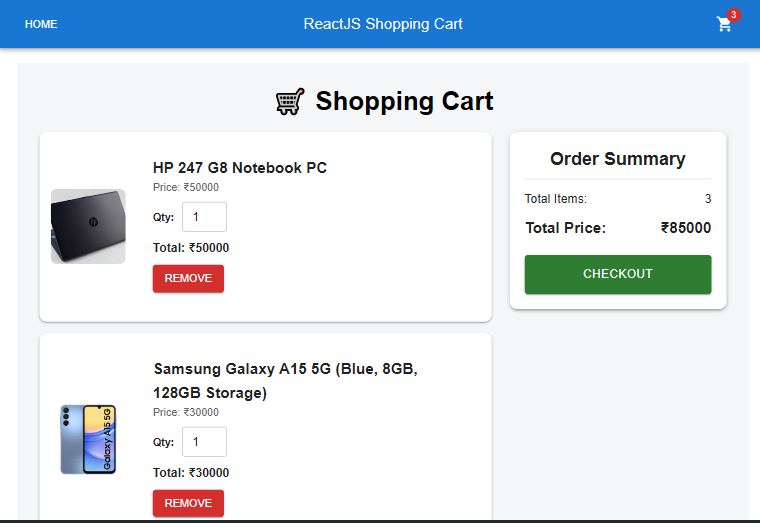 HOME
ReactJS Shopping Cart
3
Shopping Cart
HP 247 G8 Notebook PC
Price: ₹50000
Qty: 1
Total: ₹50000
REMOVE
Order Summary
Total Items: 3
Total Price: ₹85000
CHECKOUT
Samsung Galaxy A15 5G (Blue, 8GB,
128GB Storage)
Price: ₹30000
Qty: 1
Total: ₹30000
REMOVE
hp
Galaxy A15 5G